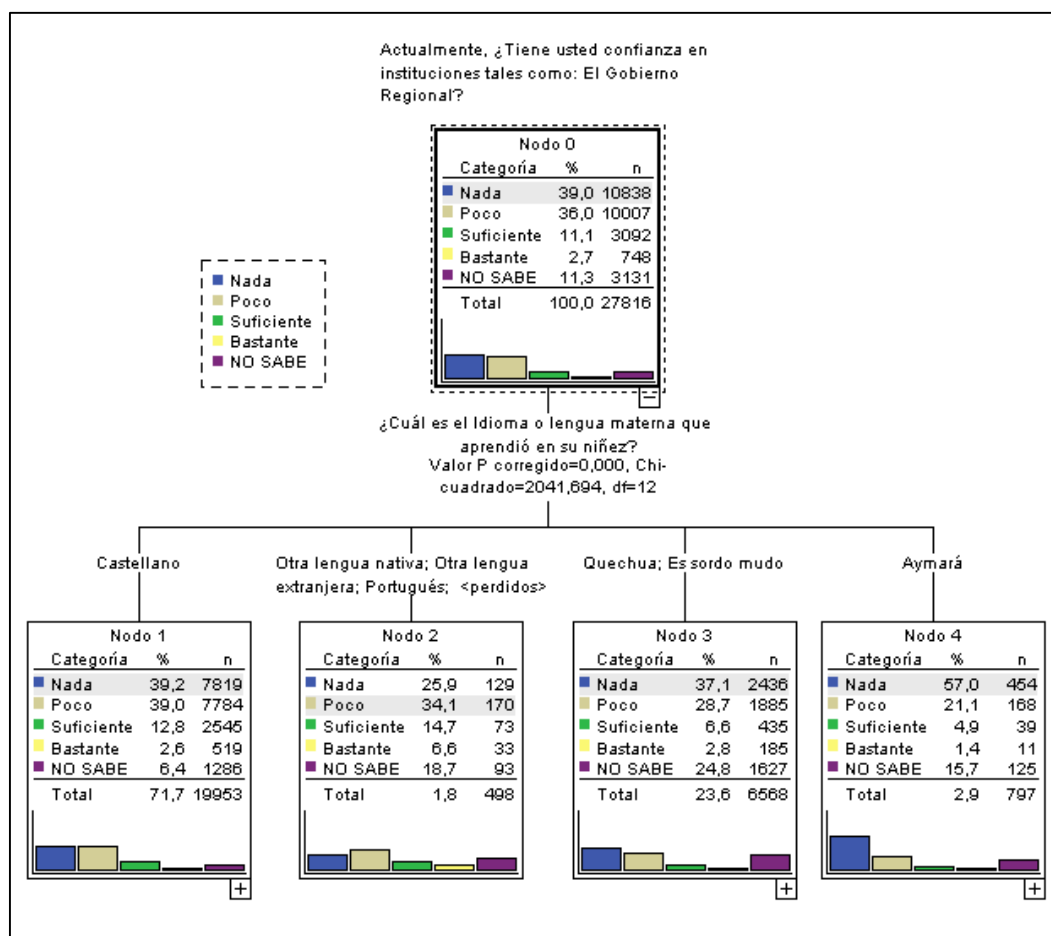 Actualmente, ¿Tiene usted confianza en
instituciones tales como: El Gobierno
Regional?
Nodo 0
Categoría % n
Nada 39,0 10838
Poco 36,0 10007
Suficiente 11,1 3092
Bastante 2,7 748
NO SABE 11,3 3131
Total 100,0 27816
Nada
Poco
Suficiente
Bastante
NO SABE
¿Cuál es el Idioma o lengua materna que
aprendió en su niñez?
Valor P corregido=0,000, Chi-
cuadrado=2041,694, df=12
Castellano
Nodo 1
Categoría % n
Nada 39,2 7819
Poco 39,0 7784
Suficiente 12,8 2545
Bastante 2,6 519
NO SABE 6,4 1286
Total 71,7 19953
Otra lengua nativa; Otra lengua
extranjera; Portugués; <perdidos>
Nodo 2
Categoría % n
Nada 25,9 129
Poco 34,1 170
Suficiente 14,7 73
Bastante 6,6 33
NO SABE 18,7 93
Total 1,8 498
Quechua; Es sordo mudo
Nodo 3
Categoría % n
Nada 37,1 2436
Poco 28,7 1885
Suficiente 6,6 435
Bastante 2,8 185
NO SABE 24,8 1627
Total 23,6 6568
Aymará
Nodo 4
Categoría % n
Nada 57,0 454
Poco 21,1 168
Suficiente 4,9 39
Bastante 1,4 11
NO SABE 15,7 125
Total 2,9 797